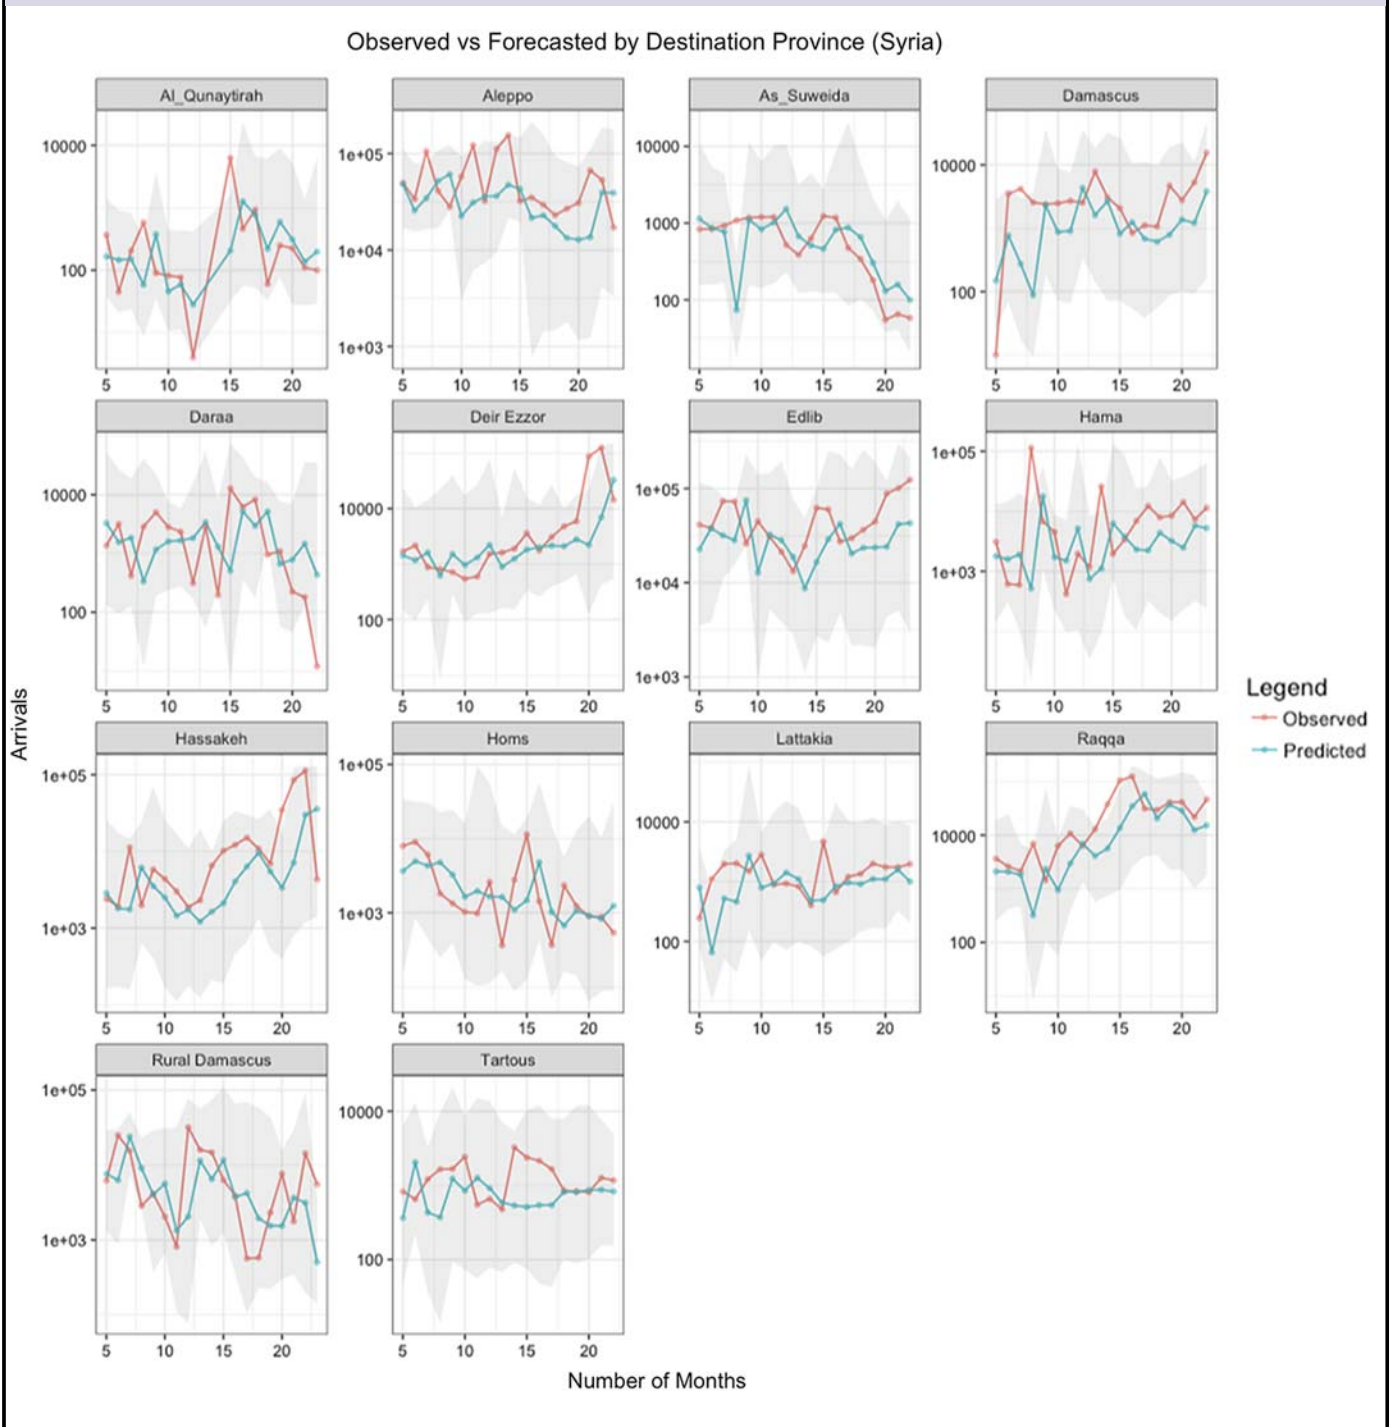 Observed vs Forecasted by Destination Province (Syria)
Al_Qunaytirah
Aleppo
As_Suweida
Damascus
10000
100
1e+05
1e+04
1e+03
10000
1000
100
10000
100
5 10 15 20
5 10 15 20
5 10 15 20
5 10 15 20
Daraa
Deir Ezzor
Edlib
Hama
10000
100
10000
100
1e+05
1e+04
1e+03
1e+05
1e+03
5 10 15 20
5 10 15 20
5 10 15 20
5 10 15 20
Arrivals
Hassakeh
Homs
Lattakia
Raqqa
1e+05
1e+03
1e+05
1e+03
10000
100
10000
100
5 10 15 20
5 10 15 20
5 10 15 20
5 10 15 20
Legend
Observed
Predicted
Rural Damascus
Tartous
1e+05
1e+03
10000
100
5 10 15 20
5 10 15 20
Number of Months